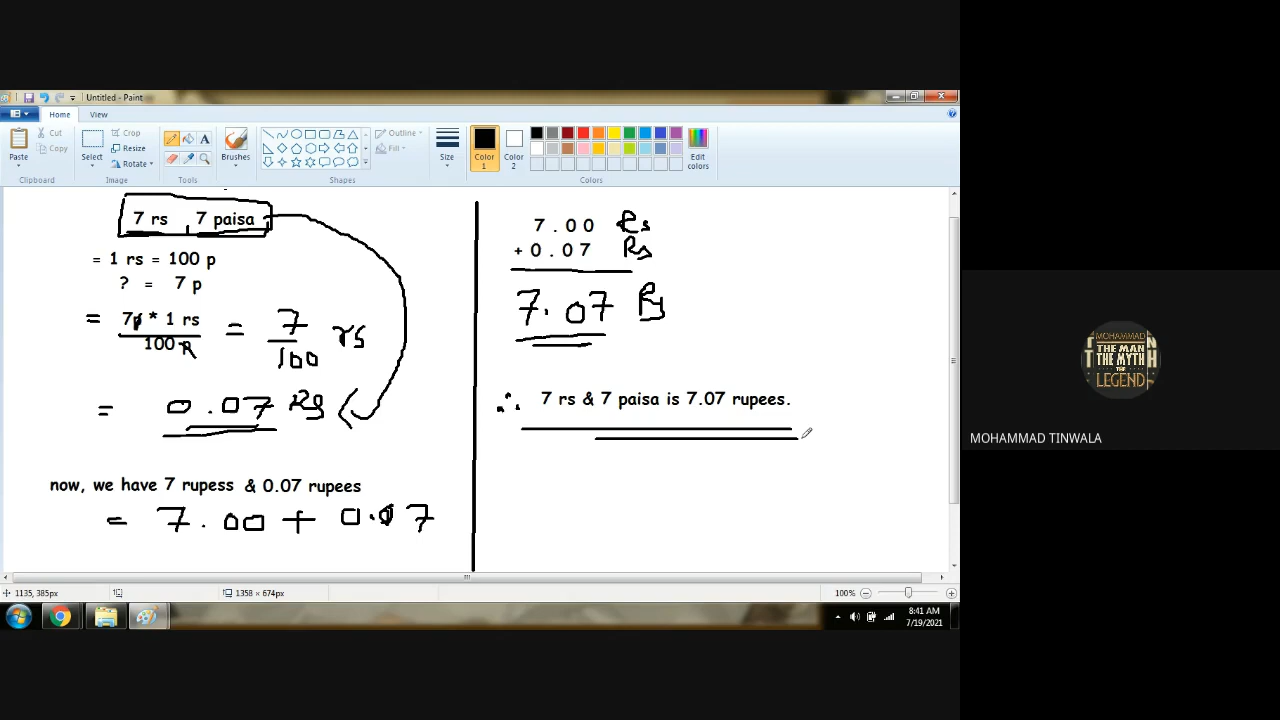 Untitled - Paint
Home View
Paste
Cut
Copy
Clipboard
Select
Crop
Resize
Rotate
Image
Tools
Brushes
Shapes
Outline
Fill
Size
Color 1
Color 2
Edit colors
Colors
7 rs 7 paisa
= 1 rs = 100 p
? = 7 p
= 7p * 1 rs = 7 rs
100 100
= 0.07 Rs
now, we have 7 rupess & 0.07 rupees
= 7.00 + 0.07
7.00 Rs
+ 0.07 Rs
7.07 Rs
∴ 7 rs & 7 paisa is 7.07 rupees.
1135, 385px
1358 × 674px
100%
8:41 AM
7/19/2021
MOHAMMAD
THE MAN
THE MYTH
THE
LEGEND
MOHAMMAD TINWALA